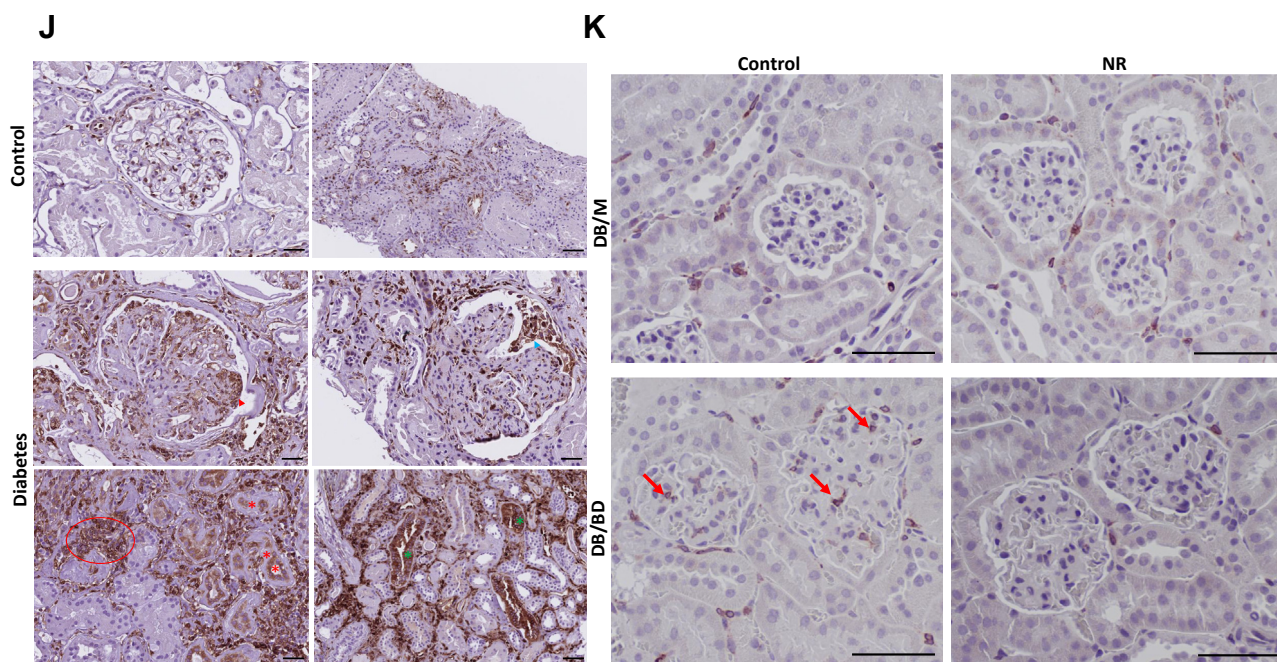 J
K
Control
NR
Control
DB/M
Diabetes
DB/BD
*
*
**
*
*